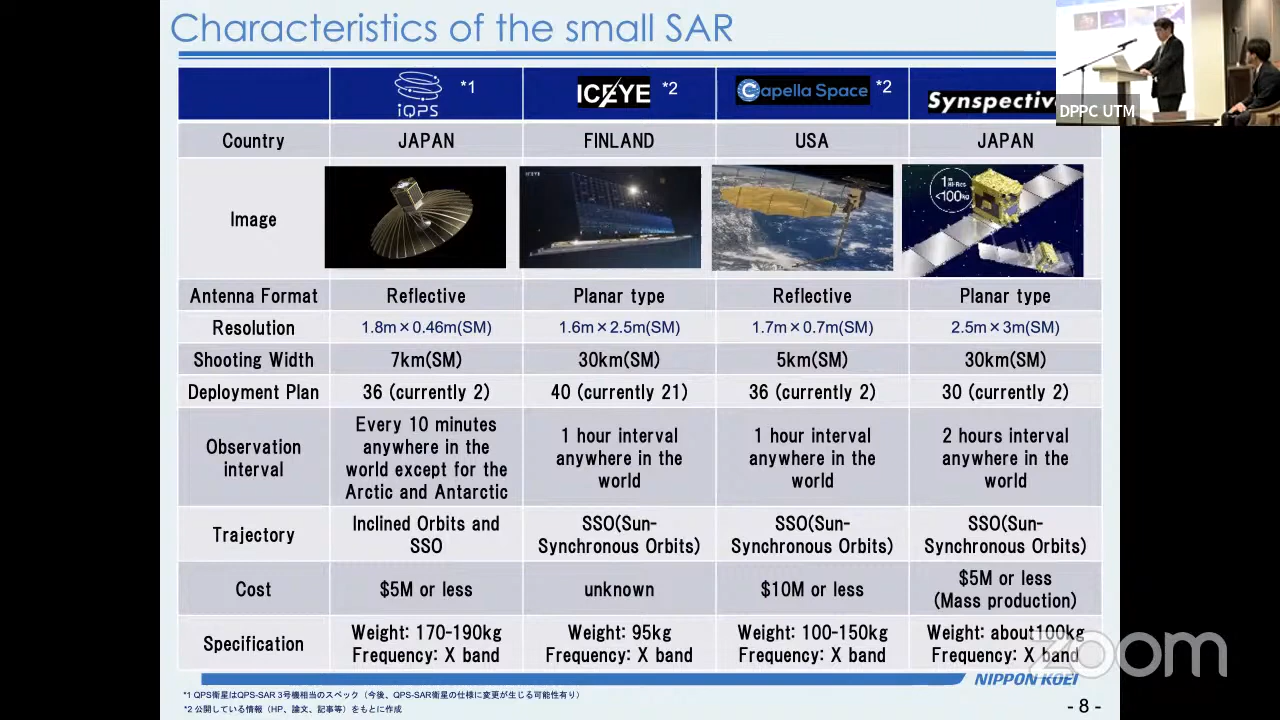 Characteristics of the small SAR
iQPS *1 ICEYE *2 Capella Space *2 Synspective
DPPC UTM
Country JAPAN FINLAND USA JAPAN
Image
ICEYE
1m
Hi-Res
<100kg
Antenna Format Reflective Planar type Reflective Planar type
Resolution 1.8m×0.46m(SM) 1.6m×2.5m(SM) 1.7m×0.7m(SM) 2.5m×3m(SM)
Shooting Width 7km(SM) 30km(SM) 5km(SM) 30km(SM)
Deployment Plan 36 (currently 2) 40 (currently 21) 36 (currently 2) 30 (currently 2)
Observation
interval
Every 10 minutes
anywhere in the
world except for the
Arctic and Antarctic
1 hour interval
anywhere in the
world
1 hour interval
anywhere in the
world
2 hours interval
anywhere in the
world
Trajectory
Inclined Orbits and
SSO
SSO(Sun-
Synchronous Orbits)
SSO(Sun-
Synchronous Orbits)
SSO(Sun-
Synchronous Orbits)
Cost $5M or less unknown $10M or less
$5M or less
(Mass production)
Specification
Weight: 170-190kg
Frequency: X band
Weight: 95kg
Frequency: X band
Weight: 100-150kg
Frequency: X band
Weight: about100kg
Frequency: X band
zoom
NIPPON KOEI
*1 QPS衛星はQPS-SAR 3号機相当のスペック（今後、QPS-SAR衛星の仕様に変更が生じる可能性有り）
*2 公開している情報（HP、論文、記事等）をもとに作成
- 8 -